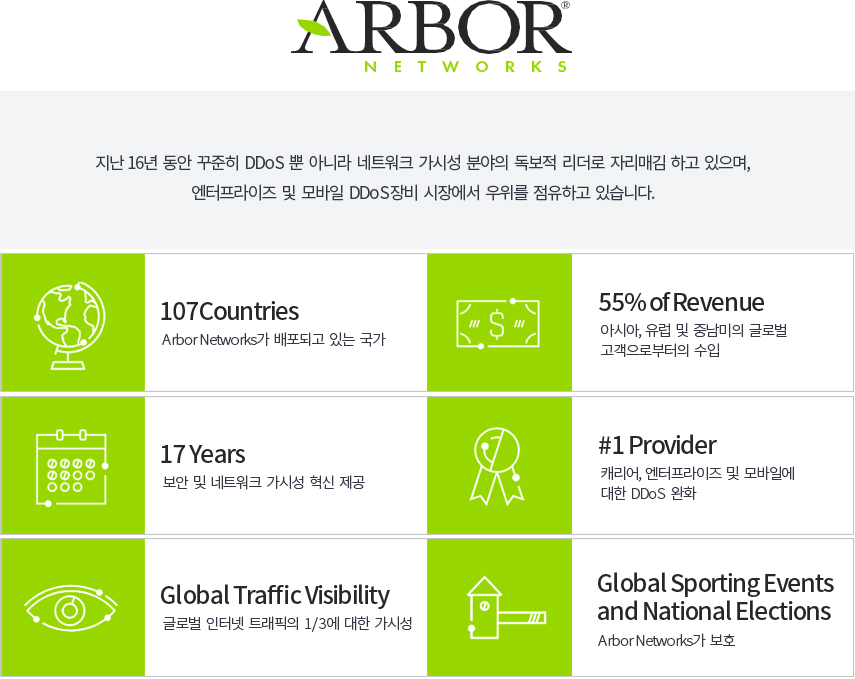 ARBOR®
NETWORKS
지난 16년 동안 꾸준히 DDoS 뿐 아니라 네트워크 가시성 분야의 독보적 리더로 자리매김 하고 있으며,
엔터프라이즈 및 모바일 DDoS장비 시장에서 우위를 점유하고 있습니다.
107Countries
Arbor Networks가 배포되고 있는 국가
55% of Revenue
아시아, 유럽 및 중남미의 글로벌
고객으로부터의 수입
17 Years
보안 및 네트워크 가시성 혁신 제공
#1 Provider
캐리어, 엔터프라이즈 및 모바일에
대한 DDoS 완화
Global Traffic Visibility
글로벌 인터넷 트래픽의 1/3에 대한 가시성
Global Sporting Events
and National Elections
Arbor Networks가 보호